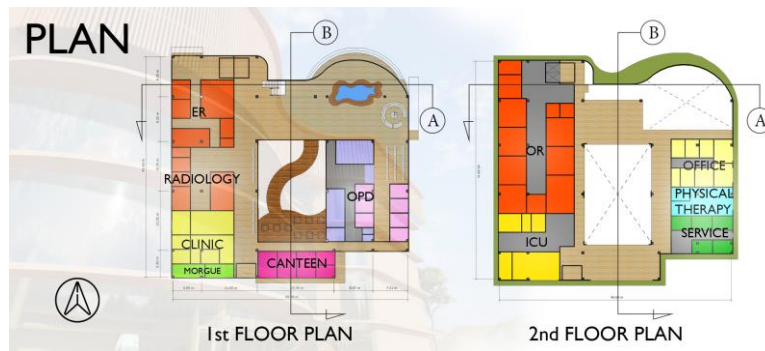 PLAN
B
B
A
A
ER
RADIOLOGY
CLINIC
MORGUE
OPD
CANTEEN
1st FLOOR PLAN
OR
ICU
OFFICE
PHYSICAL
THERAPY
SERVICE
2nd FLOOR PLAN